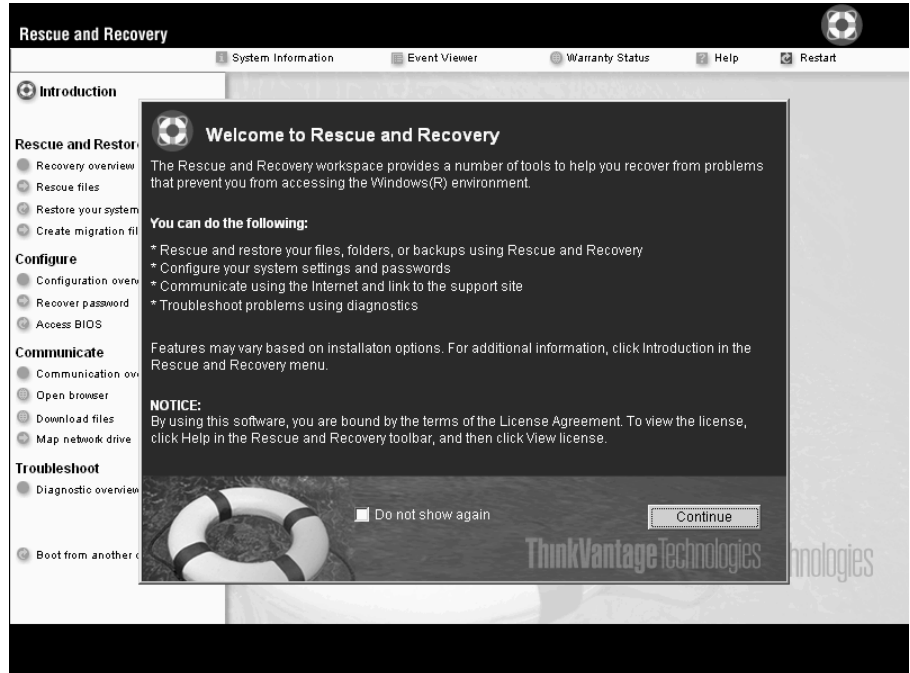 Rescue and Recovery
System Information
Event Viewer
Warranty Status
Help
Restart
Introduction
Rescue and Restor
Recovery overview
Rescue files
Restore your system
Create migration fil
Configure
Configuration overv
Recover password
Access BIOS
Communicate
Communication ov
Open browser
Download files
Map network drive
Troubleshoot
Diagnostic overview
Boot from another
Welcome to Rescue and Recovery
The Rescue and Recovery workspace provides a number of tools to help you recover from problems
that prevent you from accessing the Windows(R) environment.
You can do the following:
* Rescue and restore your files, folders, or backups using Rescue and Recovery
* Configure your system settings and passwords
* Communicate using the Internet and link to the support site
* Troubleshoot problems using diagnostics
Features may vary based on installaton options. For additional information, click Introduction in the
Rescue and Recovery menu.
NOTICE:
By using this software, you are bound by the terms of the License Agreement. To view the license,
click Help in the Rescue and Recovery toolbar, and then click View license.
Do not show again
Continue
ThinkVantage Technologies
hnologies